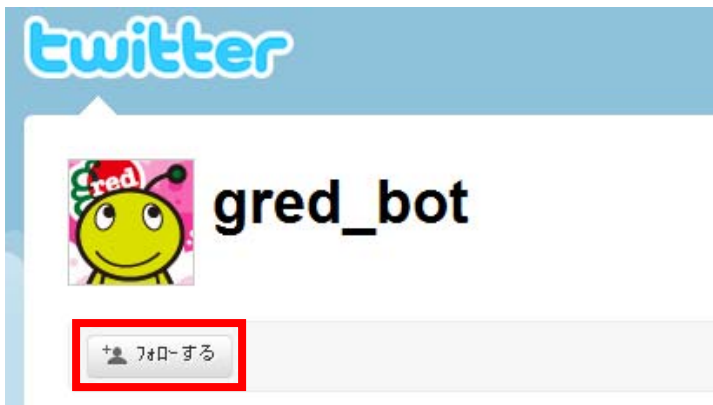 twitter
gred
gred_bot
ﾌｫﾛｰする